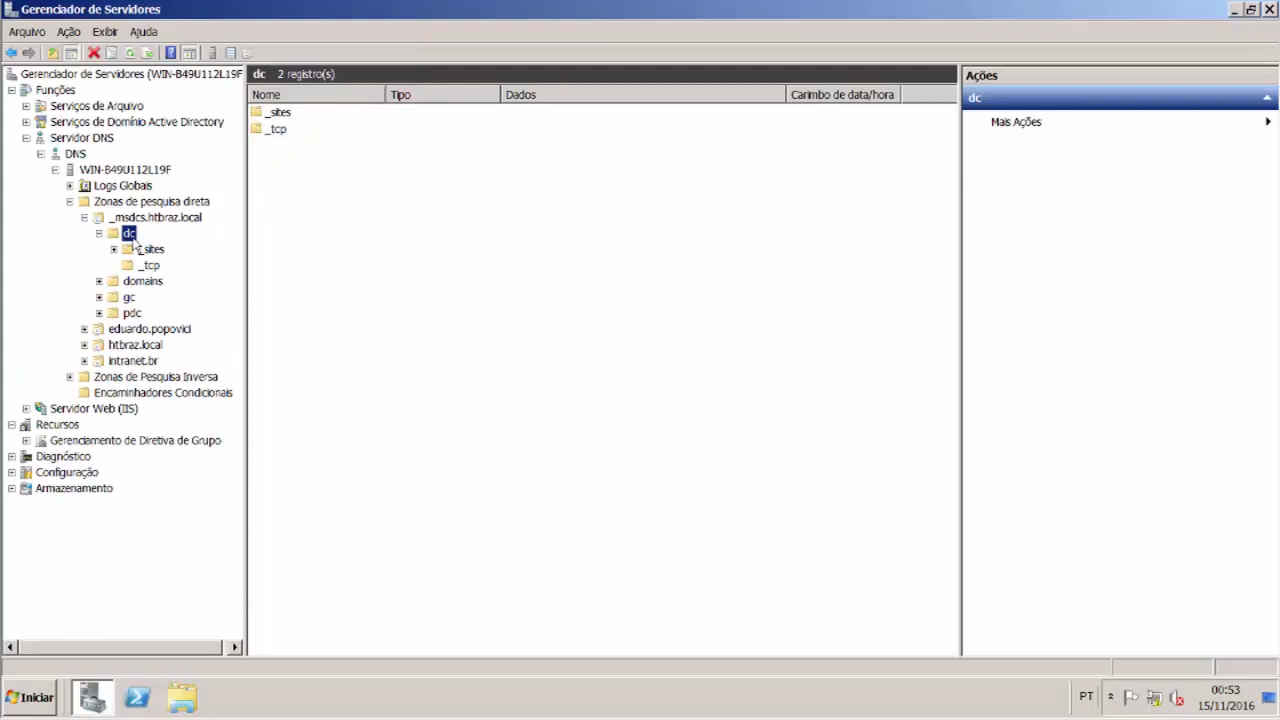 Gerenciador de Servidores
Arquivo Ação Exibir Ajuda
Gerenciador de Servidores (WIN-B49U112L19F
Funções
Serviços de Arquivo
Serviços de Domínio Active Directory
Servidor DNS
DNS
WIN-B49U112L19F
Logs Globais
Zonas de pesquisa direta
_msdcs.htbraz.local
dc
_sites
_tcp
domains
gc
pdc
eduardo.popovici
htbraz.local
intranet.br
Zonas de Pesquisa Inversa
Encaminhadores Condicionais
Servidor Web (IIS)
Recursos
Gerenciamento de Diretiva de Grupo
Diagnóstico
Configuração
Armazenamento
dc 2 registro(s)
Nome Tipo Dados Carimbo de data/hora
_sites
_tcp
Ações
dc
Mais Ações
Iniciar
PT
00:53
15/11/2016